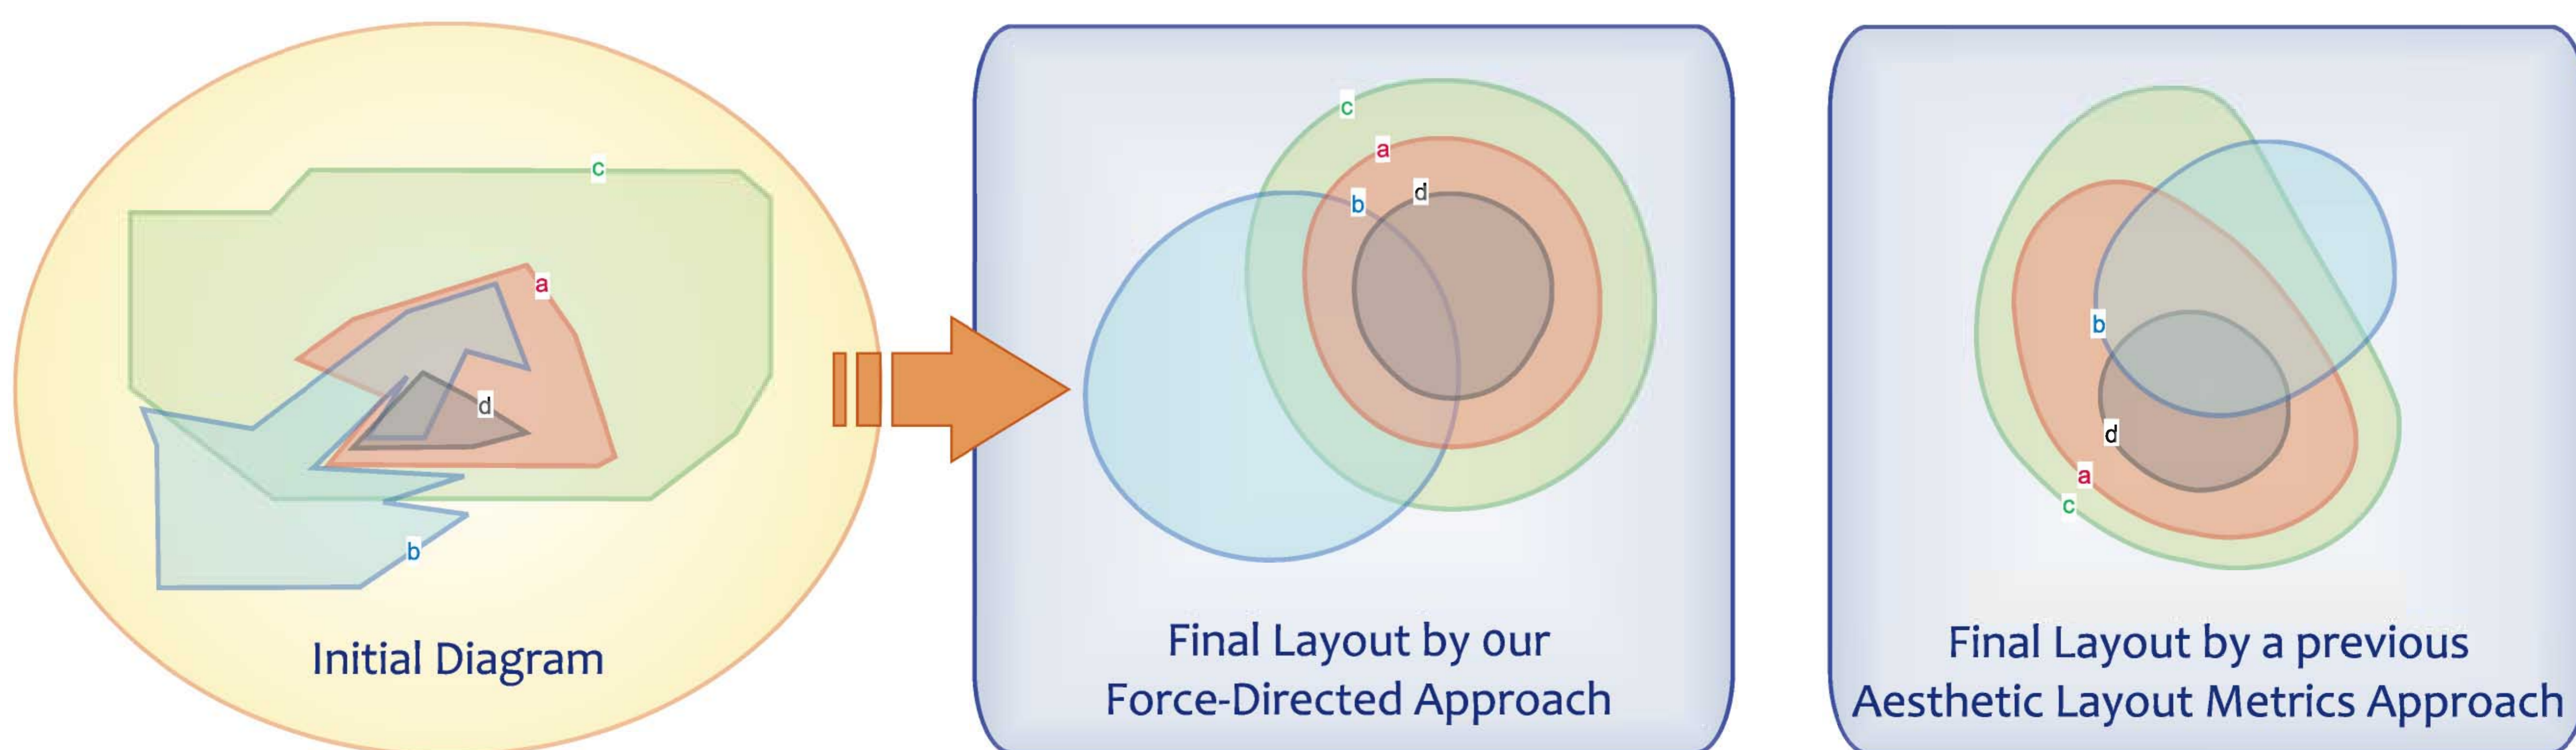 c
a
d
b
Initial Diagram
c
a
b
d
Final Layout by our
Force-Directed Approach
b
d
a
c
Final Layout by a previous
Aesthetic Layout Metrics Approach